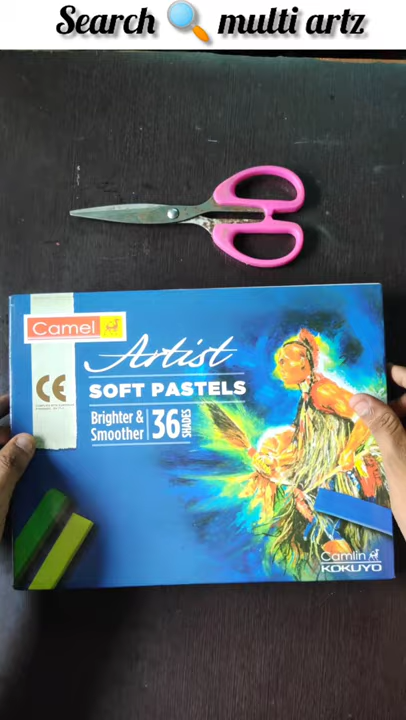 Search 🔍 multi artz
Camel
Artist
CE
SOFT PASTELS
Brighter &
Smoother
36
SHADES
Camlin
KOKUYO